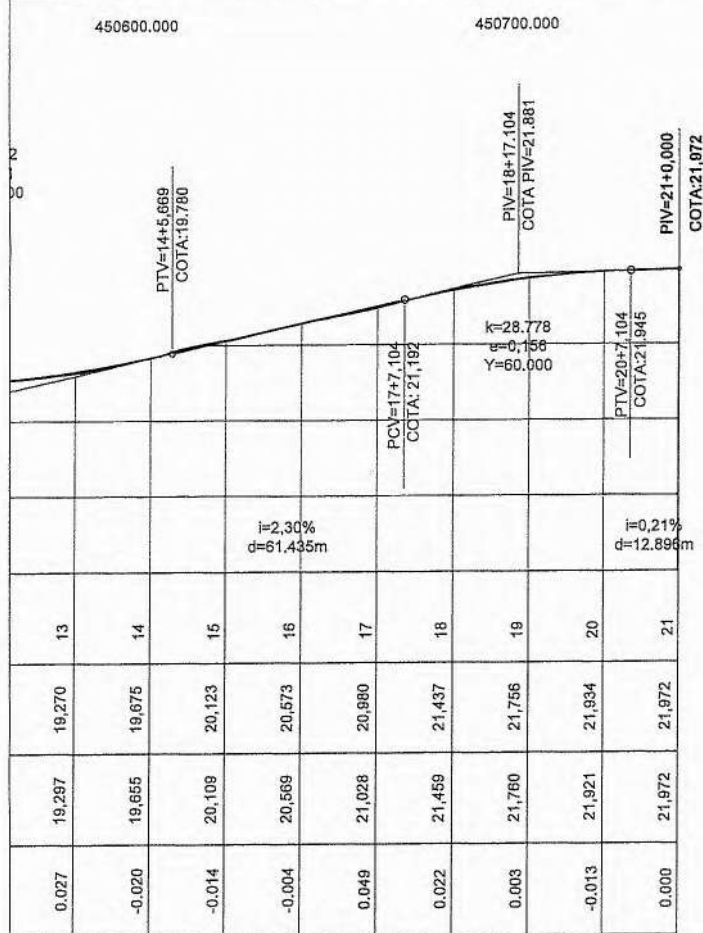 450600.000
450700.000
2
00
PTV=14+5,669
COTA:19.780
PIV=18+17.104
COTA PIV=21.881
PIV=21+0,000
COTA:21,972
PCV=17+7,104
COTA: 21,192
k=28.778
e=0,156
Y=60.000
PTV=20+7,104
COTA:21.945
i=2,30%
d=61.435m
i=0,21%
d=12.896m
13
14
15
16
17
18
19
20
21
19,270
19,675
20,123
20,573
20,980
21,437
21,756
21,934
21,972
19,297
19,655
20,109
20,569
21,028
21,459
21,760
21,921
21,972
0.027
-0.020
-0.014
-0.004
0.049
0.022
0.003
-0.013
0.000